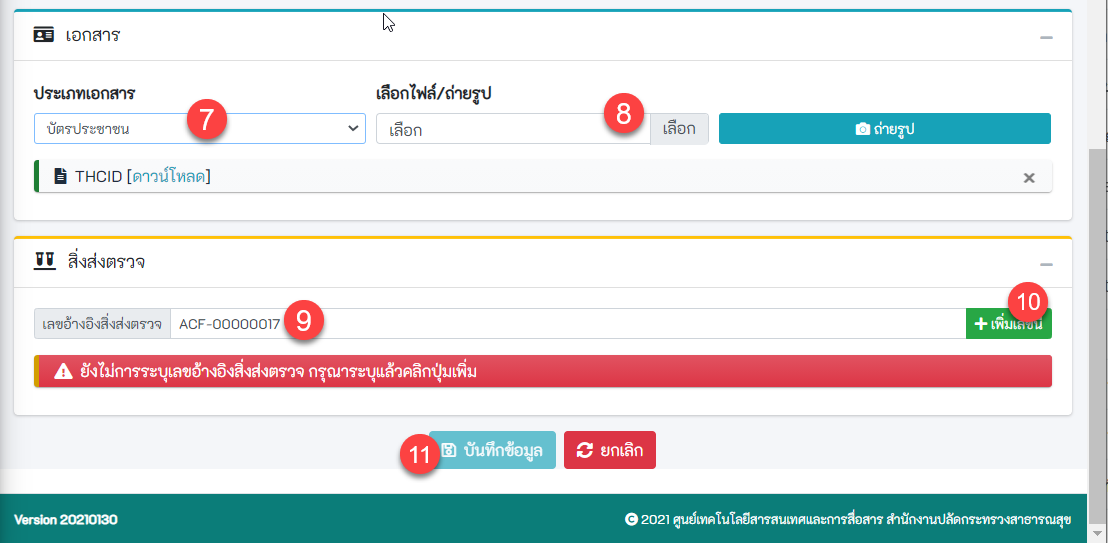 เอกสาร
ประเภทเอกสาร เลือกไฟล์/ถ่ายรูป
บัตรประชาชน 7 เลือก 8 เลือก ถ่ายรูป
THCID [ดาวน์โหลด]
สิ่งส่งตรวจ
10
เลขอ้างอิงสิ่งส่งตรวจ ACF-00000017 9 เพิ่มเลขนี้
ยังไม่การระบุเลขอ้างอิงสิ่งส่งตรวจ กรุณาระบุแล้วคลิกปุ่มเพิ่ม
11 บันทึกข้อมูล ยกเลิก
Version 20210130 © 2021 ศูนย์เทคโนโลยีสารสนเทศและการสื่อสาร สำนักงานปลัดกระทรวงสาธารณสุข